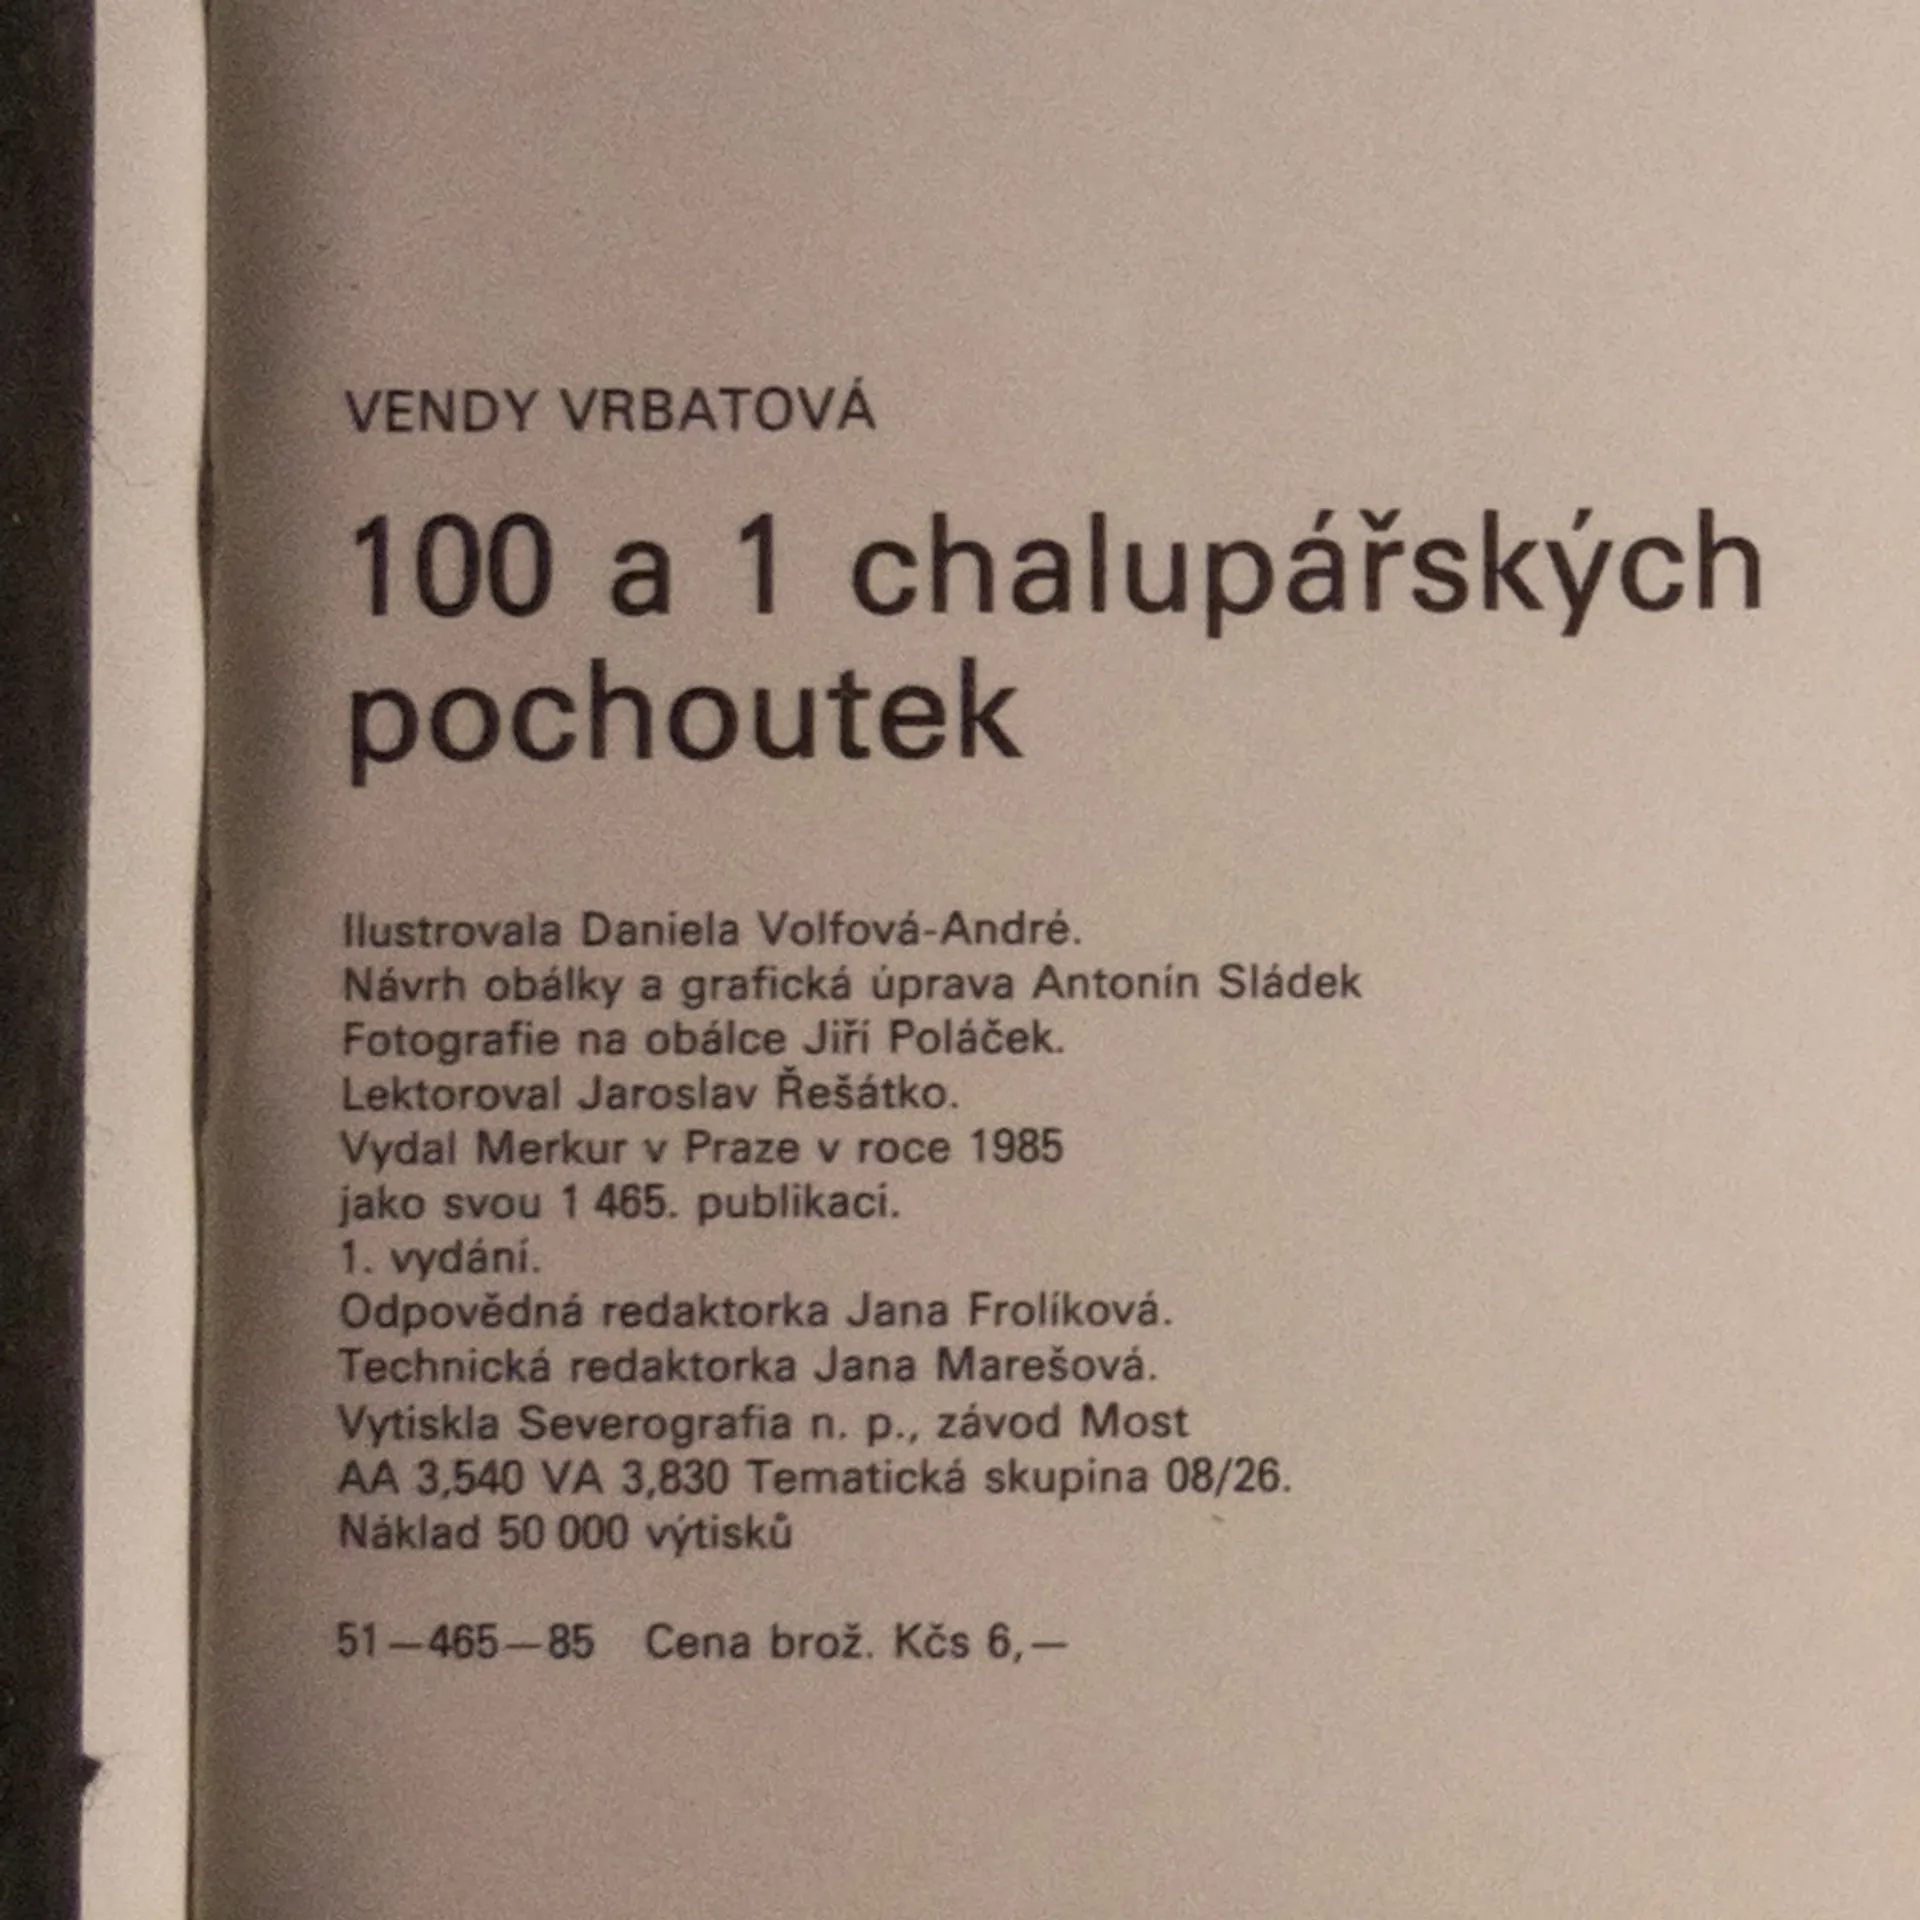 VENDY VRBATOVÁ
100 a 1 chalupářských
pochoutek
Ilustrovala Daniela Volfová-André.
Návrh obálky a grafická úprava Antonín Sládek
Fotografie na obálce Jiří Poláček.
Lektoroval Jaroslav Řešátko.
Vydal Merkur v Praze v roce 1985
jako svou 1 465. publikaci.
1. vydání.
Odpovědná redaktorka Jana Frolíková.
Technická redaktorka Jana Marešová.
Vytiskla Severografia n. p., závod Most
AA 3,540 VA 3,830 Tematická skupina 08/26.
Náklad 50 000 výtisků
51—465—85 Cena brož. Kčs 6,—